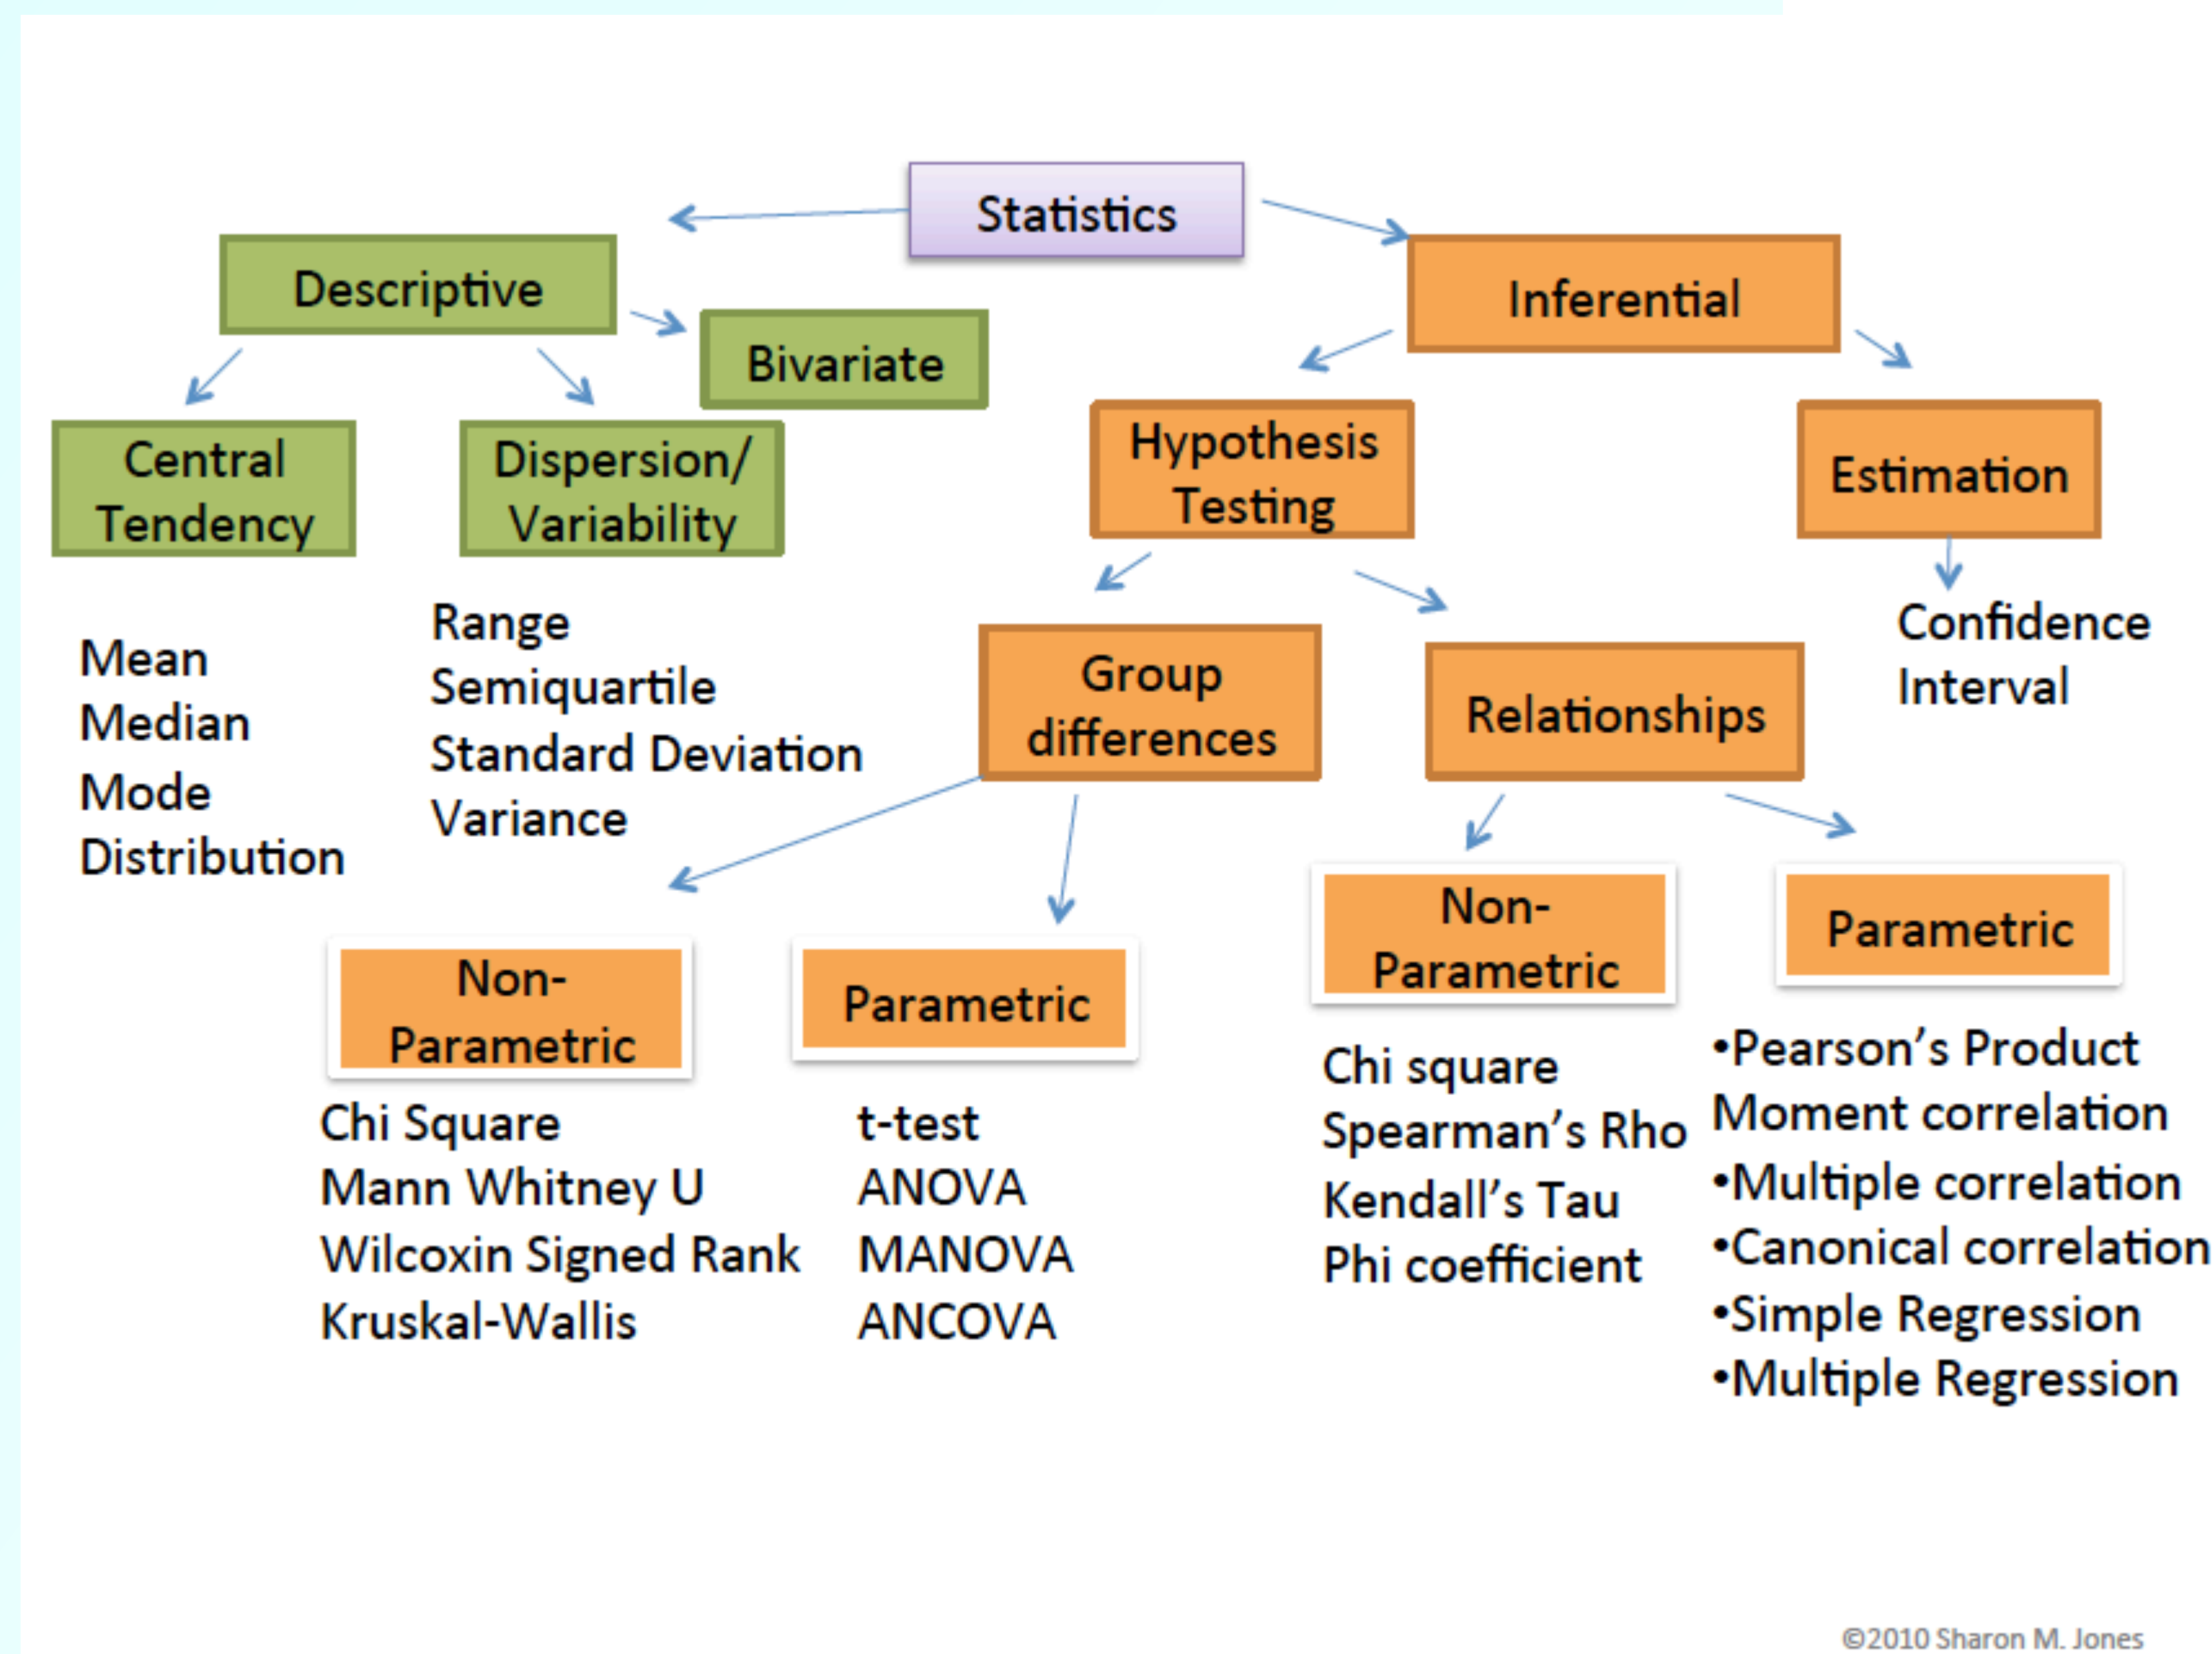 Statistics
Descriptive
Bivariate
Inferential
Central
Tendency
Dispersion/
Variability
Hypothesis
Testing
Estimation
Mean
Median
Mode
Distribution
Range
Semiquartile
Standard Deviation
Variance
Group
differences
Relationships
Confidence
Interval
Non-
Parametric
Parametric
Non-
Parametric
Parametric
Chi Square
Mann Whitney U
Wilcoxin Signed Rank
Kruskal-Wallis
t-test
ANOVA
MANOVA
ANCOVA
Chi square
Spearman’s Rho
Kendall’s Tau
Phi coefficient
•Pearson’s Product
Moment correlation
•Multiple correlation
•Canonical correlation
•Simple Regression
•Multiple Regression
©2010 Sharon M. Jones